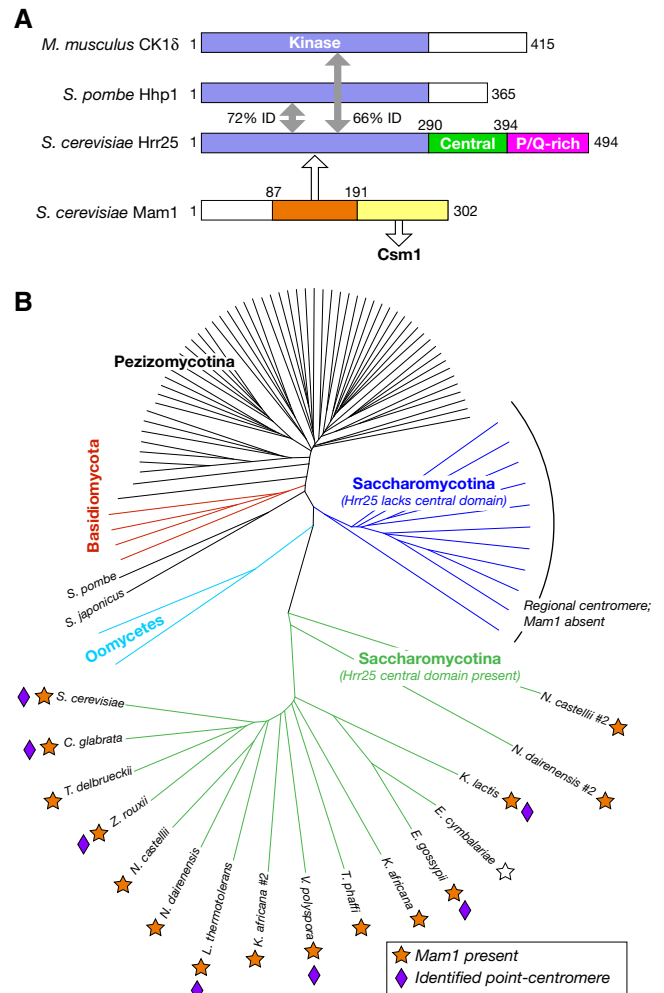 A
M. musculus CK1δ 1 Kinase 415
S. pombe Hhp1 1 365
72% ID 66% ID 290 394
S. cerevisiae Hrr25 1 Central P/Q-rich 494
87 191
S. cerevisiae Mam1 1 302
Csm1
B
Pezizomycotina
Basidiomycota
Saccharomycotina
(Hrr25 lacks central domain)
S. pombe
S. japonicus
Oomycetes
Regional centromere;
Mam1 absent
Saccharomycotina
(Hrr25 central domain present)
S. cerevisiae
C. glabrata
T. delbrueckii
Z. rouxii
N. castellii
N. dairenensis
L. thermotolerans
K. africana #2
V. polyspora
T. phaffi
K. africana
E. gossypii
E. cymbalariae
K. lactis
N. dairenensis #2
N. castellii #2
Mam1 present
Identified point-centromere